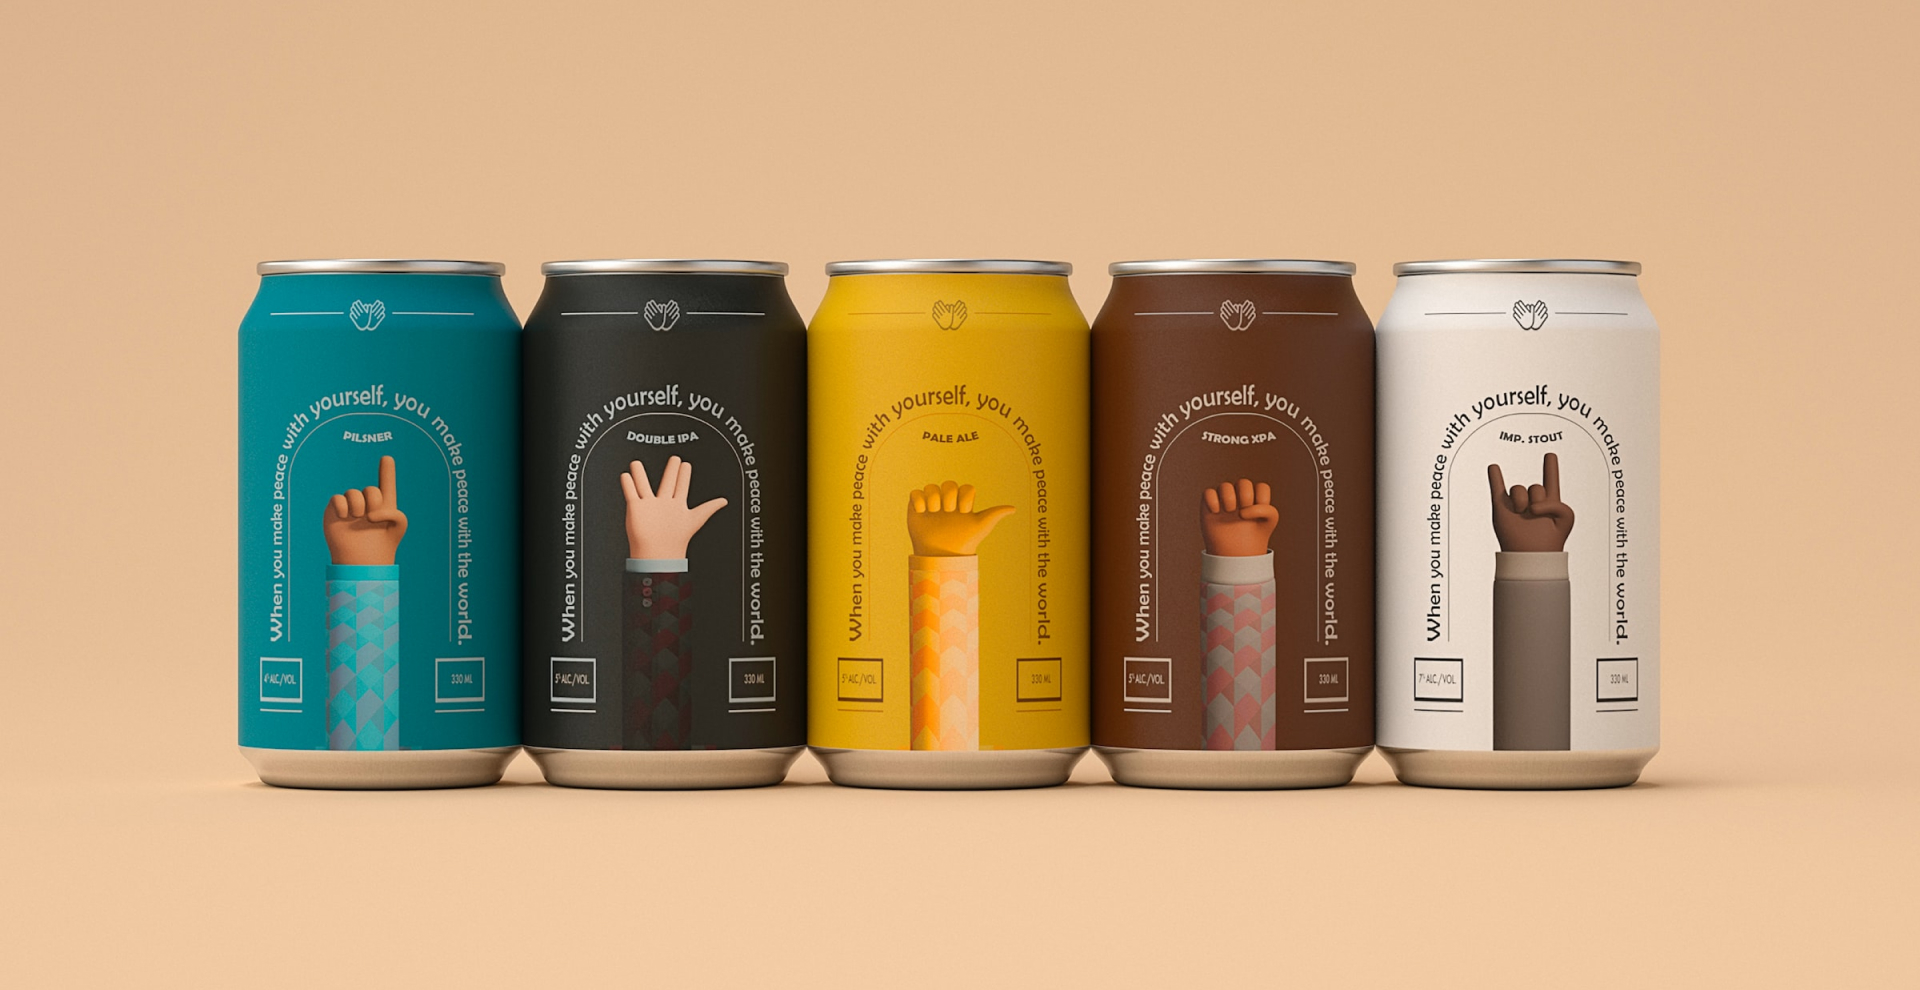 When you make peace with yourself, you make peace with the world.
PILSNER
4% ALC./VOL.
330 ML
When you make peace with yourself, you make peace with the world.
DOUBLE IPA
5% ALC./VOL.
330 ML
When you make peace with yourself, you make peace with the world.
PALE ALE
5% ALC./VOL.
330 ML
When you make peace with yourself, you make peace with the world.
STRONG XPA
5% ALC./VOL.
330 ML
When you make peace with yourself, you make peace with the world.
IMP. STOUT
7% ALC./VOL.
330 ML